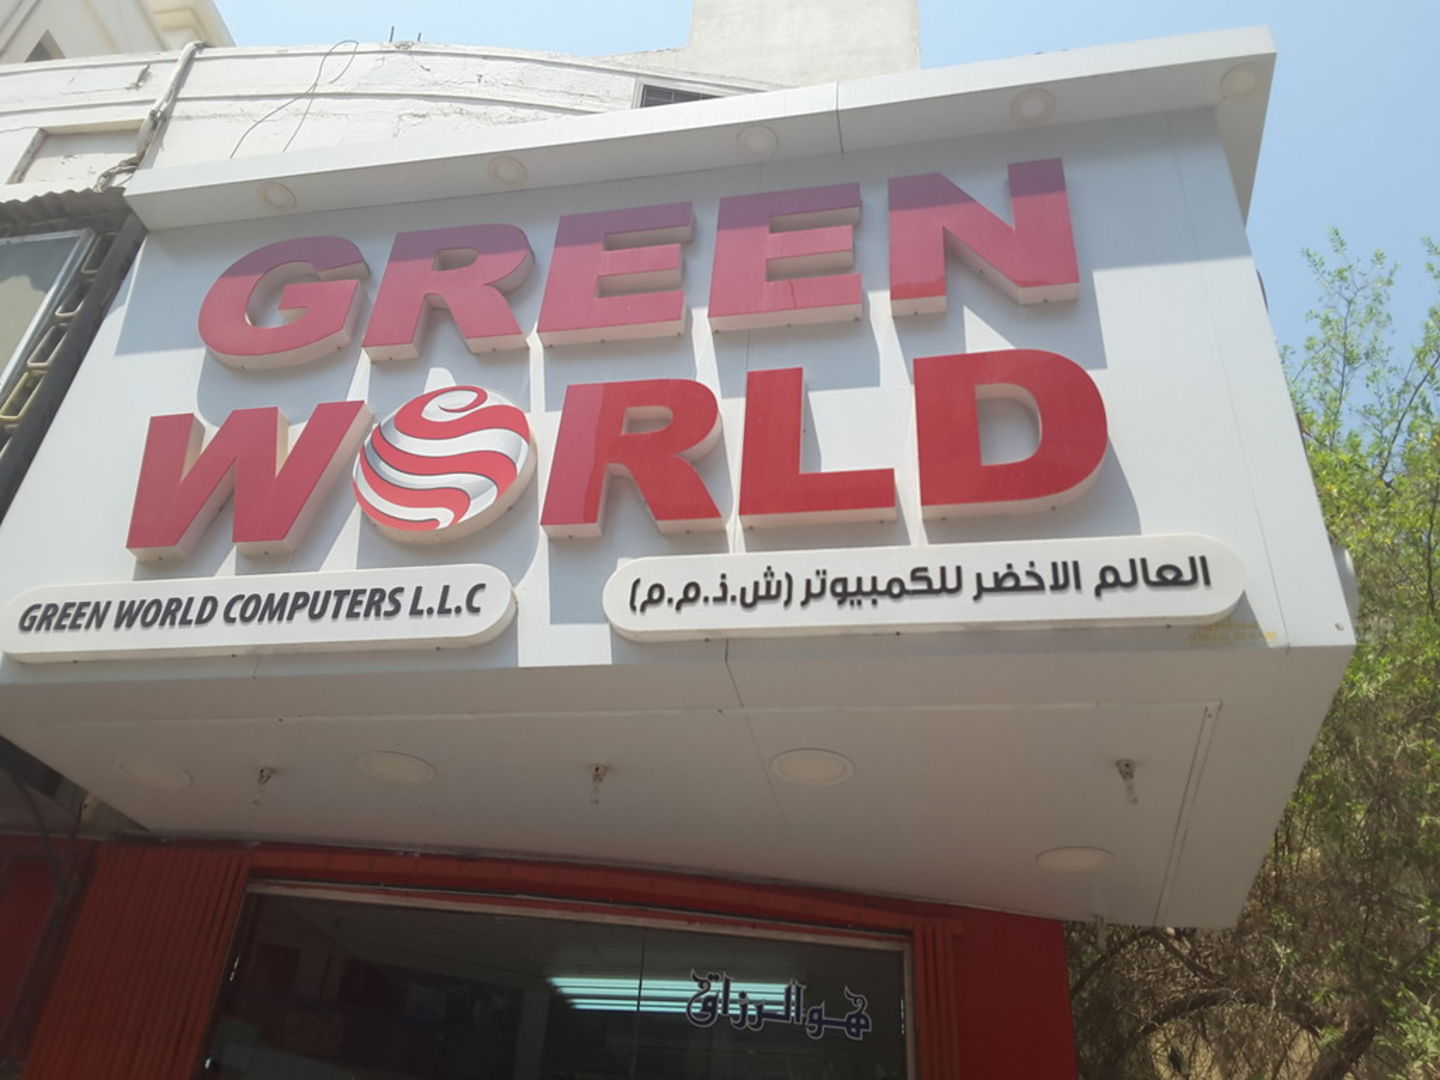 GREEN
WORLD
GREEN WORLD COMPUTERS L.L.C
العالم الاخضر للكمبيوتر (ش.ذ.م.م)
هو الرزاق